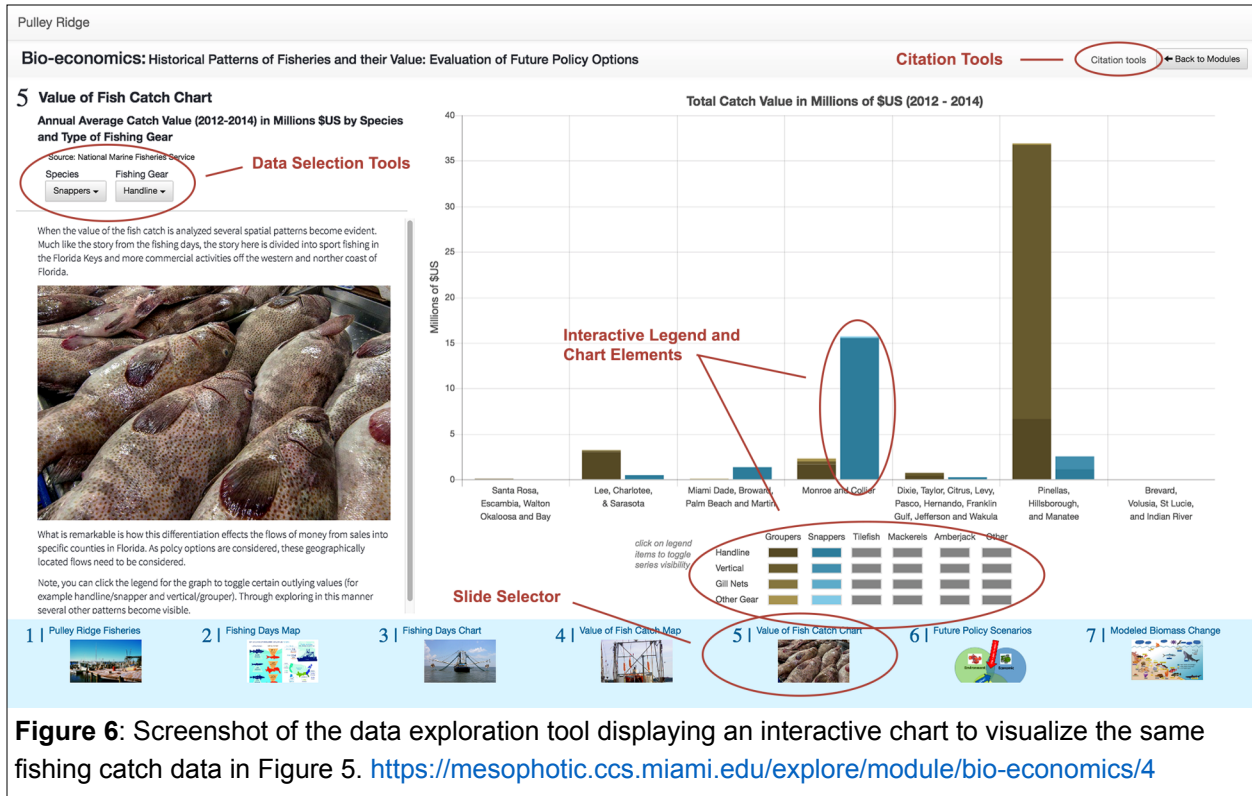 Pulley Ridge
Bio-economics: Historical Patterns of Fisheries and their Value: Evaluation of Future Policy Options
Citation Tools
Citation tools
← Back to Modules
5 Value of Fish Catch Chart
Annual Average Catch Value (2012-2014) in Millions $US by Species
and Type of Fishing Gear
Source: National Marine Fisheries Service
Data Selection Tools
Species
Fishing Gear
Snappers
Handline
When the value of the fish catch is analyzed several spatial patterns become evident.
Much like the story from the fishing days, the story here is divided into sport fishing in
the Florida Keys and more commercial activities off the western and norther coast of
Florida.
What is remarkable is how this differentiation effects the flows of money from sales into
specific counties in Florida. As polcy options are considered, these geographically
located flows need to be considered.
Note, you can click the legend for the graph to toggle certain outlying values (for
example handline/snapper and vertical/grouper). Through exploring in this manner
several other patterns become visible.
Total Catch Value in Millions of $US (2012 - 2014)
Millions of $US
40
35
30
25
20
15
10
5
0
Interactive Legend and
Chart Elements
Santa Rosa,
Escambia, Walton
Okaloosa and Bay
Lee, Charlotee,
& Sarasota
Miami Dade, Broward,
Palm Beach and Martin
Monroe and Collier
Dixie, Taylor, Citrus, Levy,
Pasco, Hernando, Franklin
Gulf, Jefferson and Wakula
Pinellas,
Hillsborough,
and Manatee
Brevard,
Volusia, St Lucie,
and Indian River
click on legend
items to toggle
series visibility
Groupers Snappers Tilefish Mackerels Amberjack Other
Handline
Vertical
Gill Nets
Other Gear
Slide Selector
1 | Pulley Ridge Fisheries
2 | Fishing Days Map
3 | Fishing Days Chart
4 | Value of Fish Catch Map
5 | Value of Fish Catch Chart
6 | Future Policy Scenarios
7 | Modeled Biomass Change
Figure 6: Screenshot of the data exploration tool displaying an interactive chart to visualize the same
fishing catch data in Figure 5. https://mesophotic.ccs.miami.edu/explore/module/bio-economics/4